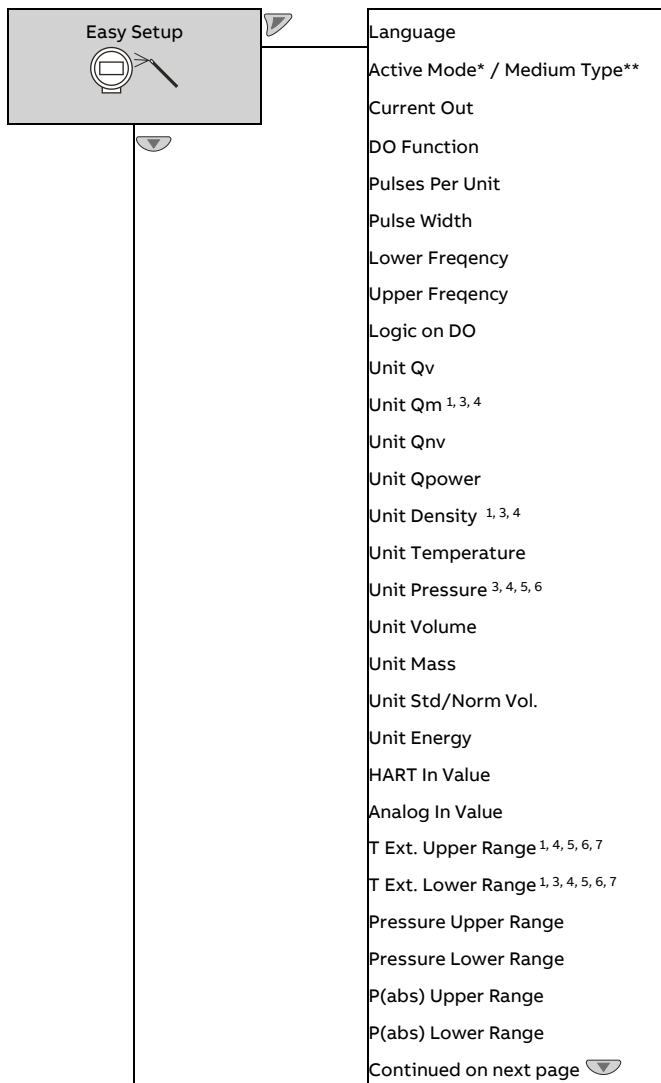 Easy Setup
Language
Active Mode* / Medium Type**
Current Out
DO Function
Pulses Per Unit
Pulse Width
Lower Freqency
Upper Freqency
Logic on DO
Unit Qv
Unit Qm 1, 3, 4
Unit Qnv
Unit Qpower
Unit Density 1, 3, 4
Unit Temperature
Unit Pressure 3, 4, 5, 6
Unit Volume
Unit Mass
Unit Std/Norm Vol.
Unit Energy
HART In Value
Analog In Value
T Ext. Upper Range 1, 4, 5, 6, 7
T Ext. Lower Range 1, 3, 4, 5, 6, 7
Pressure Upper Range
Pressure Lower Range
P(abs) Upper Range
P(abs) Lower Range
Continued on next page